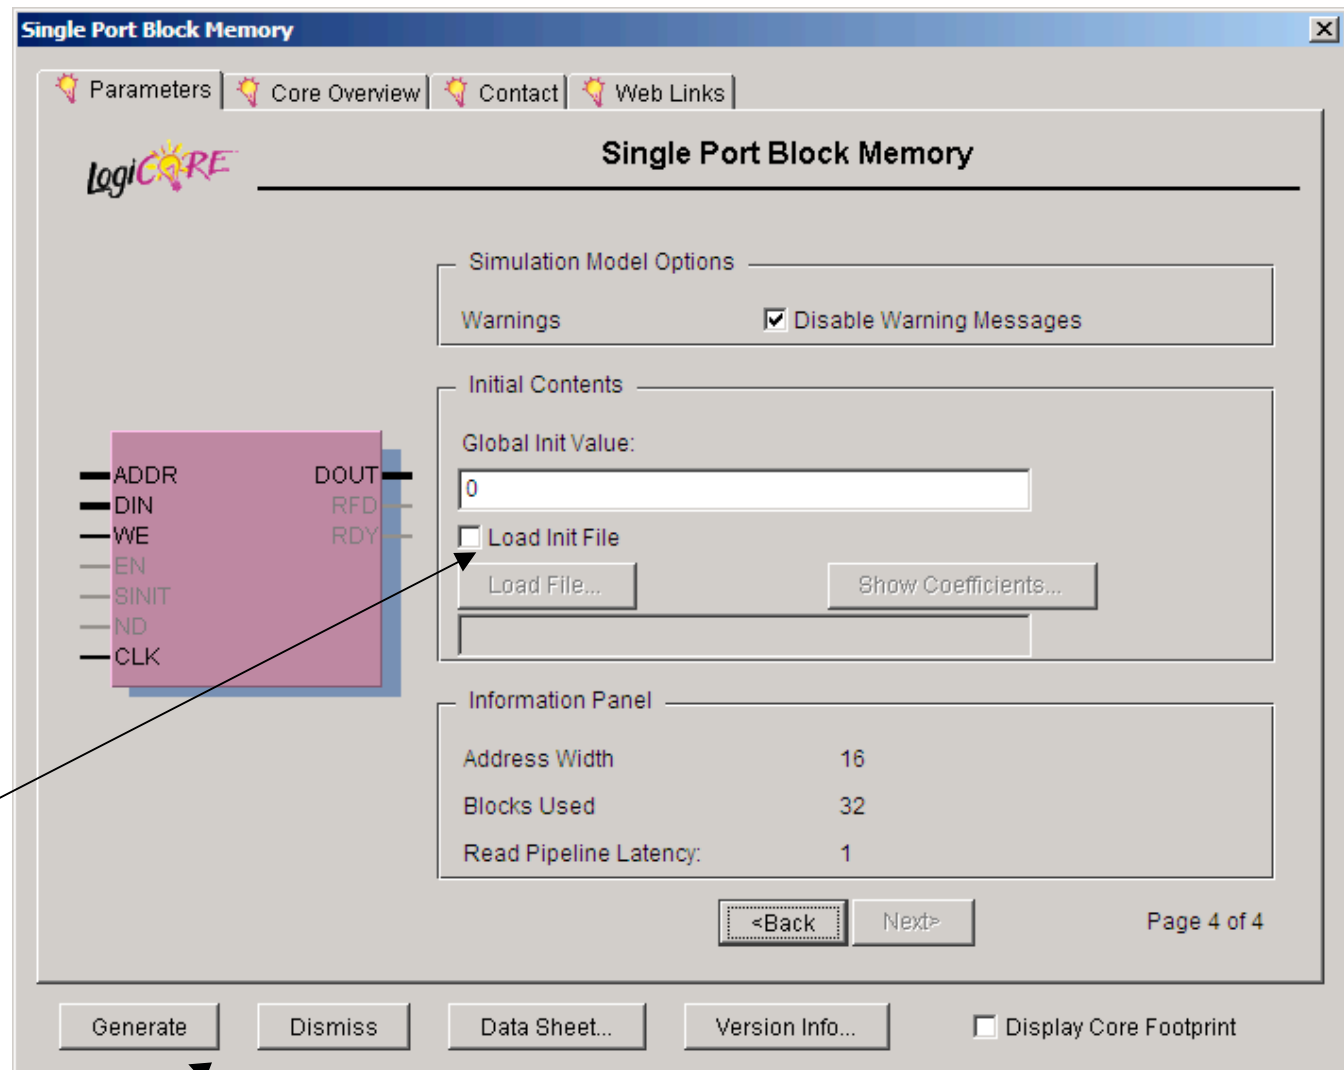 Single Port Block Memory
Parameters Core Overview Contact Web Links
LogiCORE
Single Port Block Memory
Simulation Model Options
Warnings Disable Warning Messages
Initial Contents
Global Init Value:
0
Load Init File
Load File... Show Coefficients...
ADDR DOUT
DIN RFD
WE RDY
EN
SINIT
ND
CLK
Information Panel
Address Width 16
Blocks Used 32
Read Pipeline Latency: 1
<Back Next> Page 4 of 4
Generate Dismiss Data Sheet... Version Info... Display Core Footprint